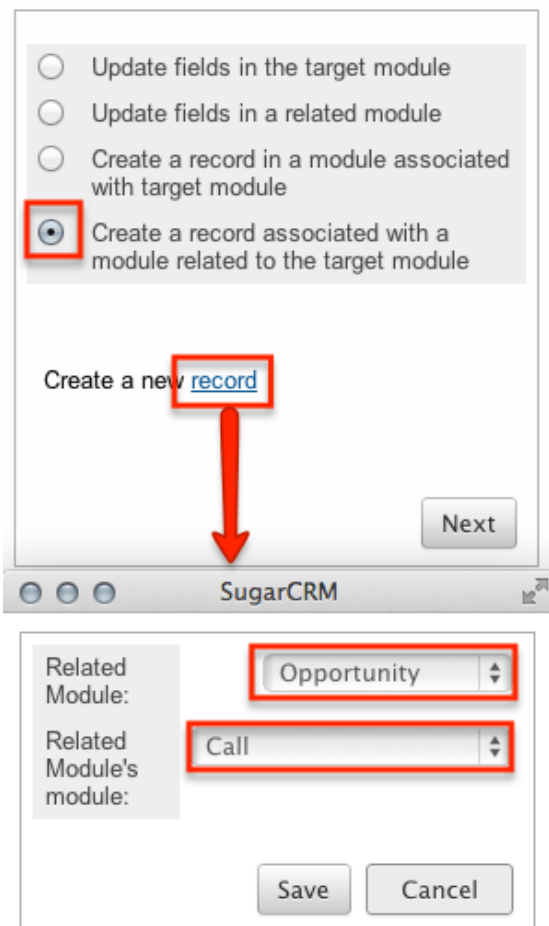 Update fields in the target module
Update fields in a related module
Create a record in a module associated
with target module
Create a record associated with a
module related to the target module
Create a new record
Next
SugarCRM
Related
Module:
Opportunity
Related
Module's
module:
Call
Save
Cancel